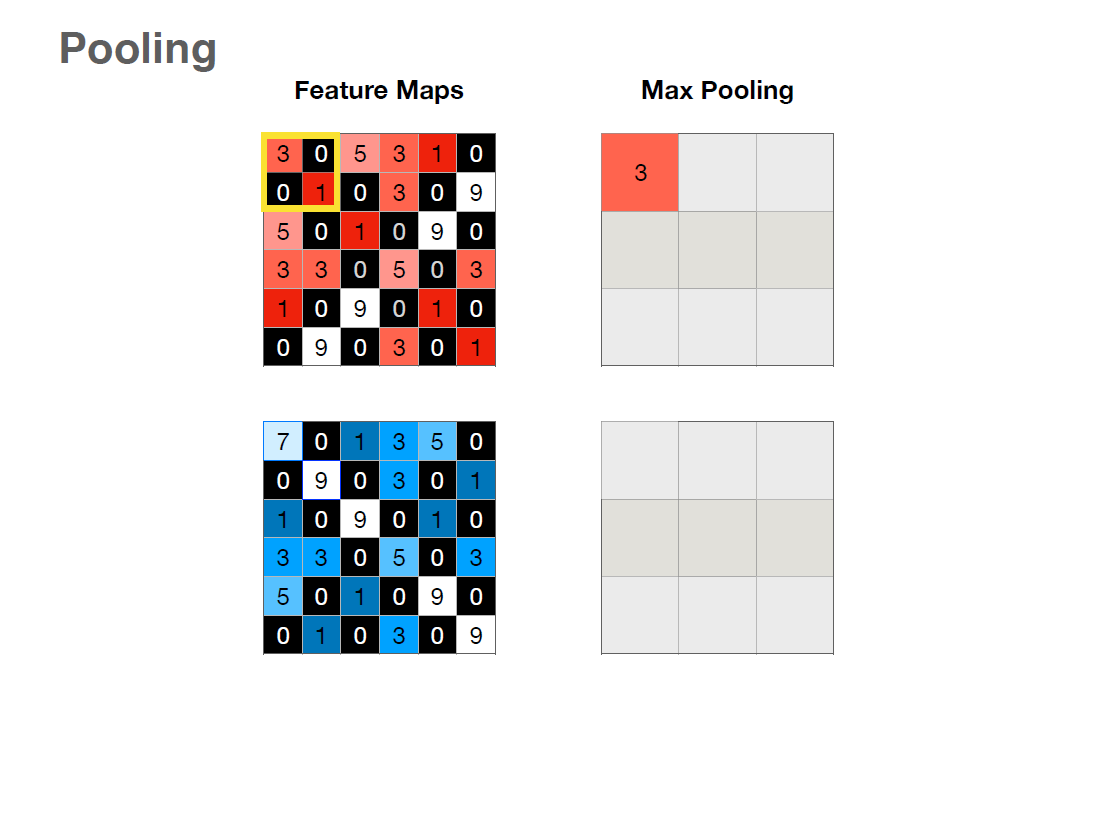 Pooling
Feature Maps
Max Pooling
3 0 5 3 1 0
0 1 0 3 0 9
5 0 1 0 9 0
3 3 0 5 0 3
1 0 9 0 1 0
0 9 0 3 0 1
3
7 0 1 3 5 0
0 9 0 3 0 1
1 0 9 0 1 0
3 3 0 5 0 3
5 0 1 0 9 0
0 1 0 3 0 9